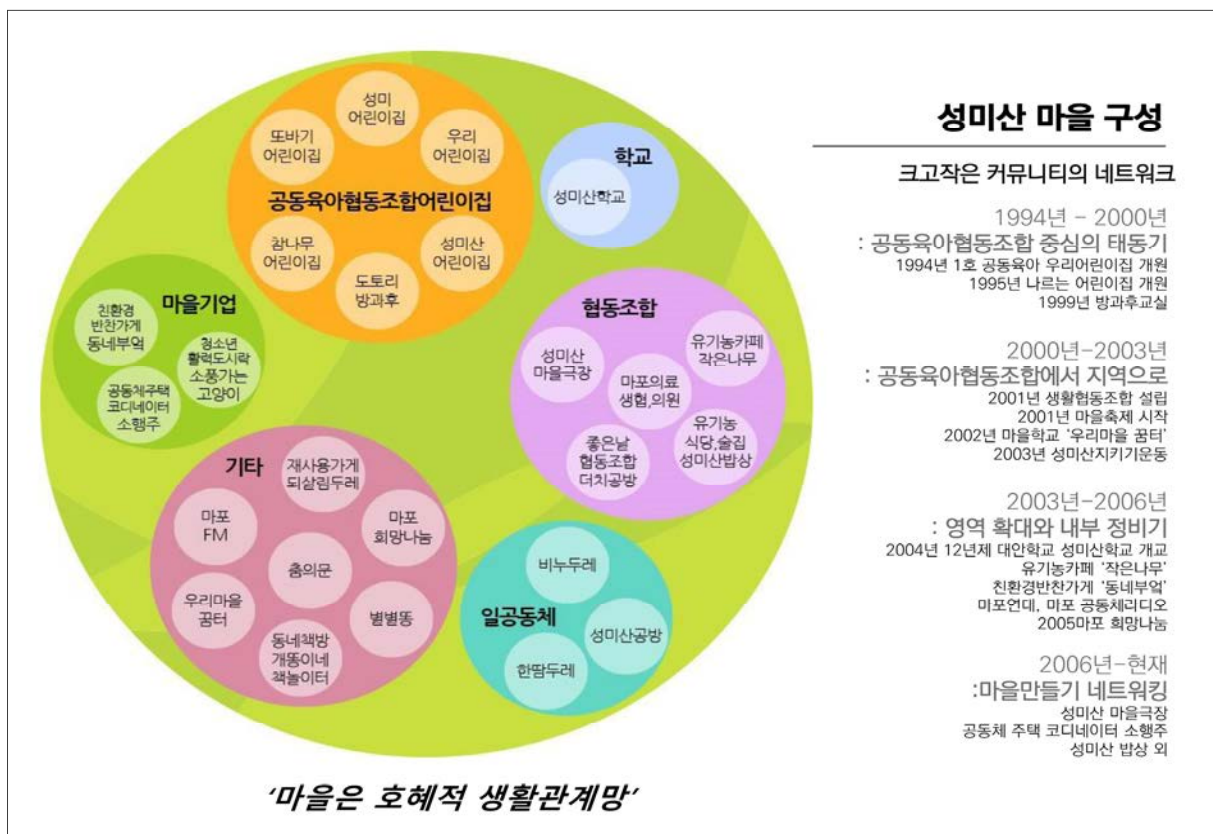 성미
어린이집
또바기
어린이집
우리
어린이집
공동육아협동조합어린이집
참나무
어린이집
성미산
어린이집
도토리
방과후
학교
성미산학교
마을기업
친환경
반찬가게
동네부엌
청소년
활력도시락
소풍가는
고양이
공동체주택
코디네이터
소행주
협동조합
성미산
마을극장
유기농카페
작은나무
마포의료
생협,의원
좋은날
협동조합
더치공방
유기농
식당,술집
성미산밥상
기타
재사용가게
되살림두레
마포
FM
마포
희망나눔
춤의문
우리마을
꿈터
별별똥
동네책방
개똥이네
책놀이터
일공동체
비누두레
성미산공방
한땀두레
'마을은 호혜적 생활관계망'
성미산 마을 구성
크고작은 커뮤니티의 네트워크
1994년 - 2000년
: 공동육아협동조합 중심의 태동기
1994년 1호 공동육아 우리어린이집 개원
1995년 나르는 어린이집 개원
1999년 방과후교실
2000년-2003년
: 공동육아협동조합에서 지역으로
2001년 생활협동조합 설립
2001년 마을축제 시작
2002년 마을학교 '우리마을 꿈터'
2003년 성미산지키기운동
2003년-2006년
: 영역 확대와 내부 정비기
2004년 12년제 대안학교 성미산학교 개교
유기농카페 '작은나무'
친환경반찬가게 '동네부업'
미포연대, 마포 공동체리디오
2005마포 희망나눔
2006년-현재
:마을만들기 네트워킹
성미산 마을극장
공동체 주택 코디네이터 소행주
성미산 밥상 외